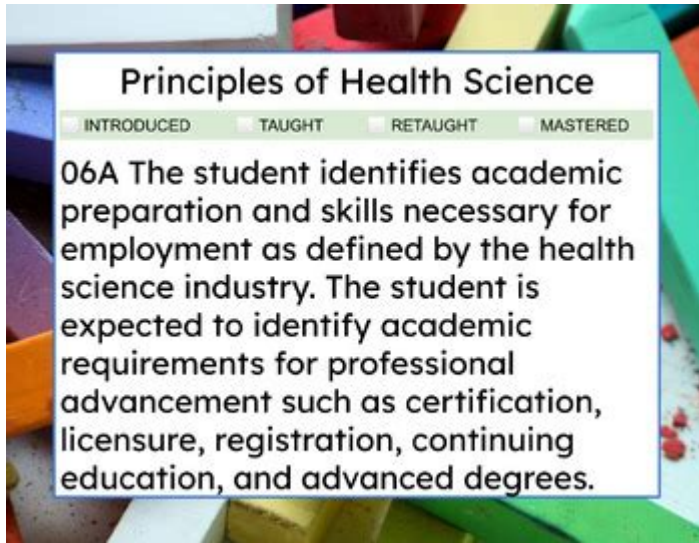 Principles of Health Science
INTRODUCED TAUGHT RETAUGHT MASTERED
06A The student identifies academic
preparation and skills necessary for
employment as defined by the health
science industry. The student is
expected to identify academic
requirements for professional
advancement such as certification,
licensure, registration, continuing
education, and advanced degrees.